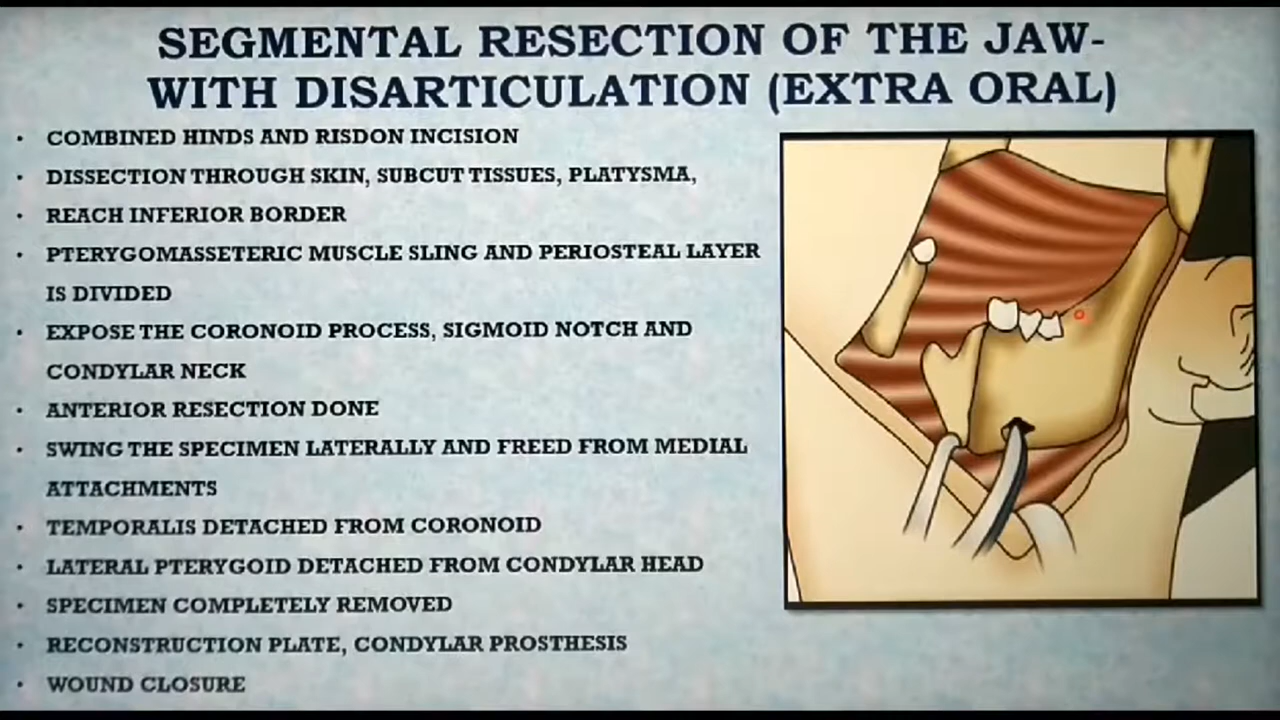 SEGMENTAL RESECTION OF THE JAW-
WITH DISARTICULATION (EXTRA ORAL)
• COMBINED HINDS AND RISDON INCISION
• DISSECTION THROUGH SKIN, SUBCUT TISSUES, PLATYSMA,
• REACH INFERIOR BORDER
• PTERYGOMASSETERIC MUSCLE SLING AND PERIOSTEAL LAYER
IS DIVIDED
• EXPOSE THE CORONOID PROCESS, SIGMOID NOTCH AND
CONDYLAR NECK
• ANTERIOR RESECTION DONE
• SWING THE SPECIMEN LATERALLY AND FREED FROM MEDIAL
ATTACHMENTS
• TEMPORALIS DETACHED FROM CORONOID
• LATERAL PTERYGOID DETACHED FROM CONDYLAR HEAD
• SPECIMEN COMPLETELY REMOVED
• RECONSTRUCTION PLATE, CONDYLAR PROSTHESIS
• WOUND CLOSURE